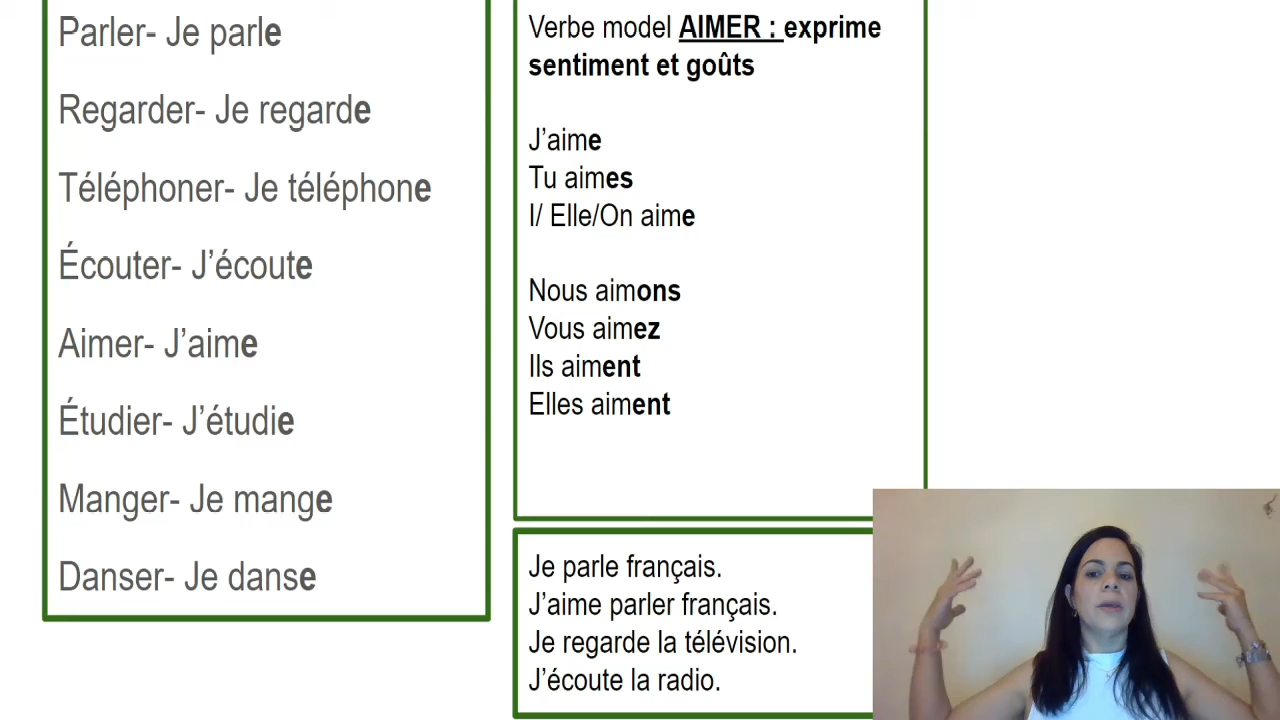 Parler- Je parle
Regarder- Je regarde
Téléphoner- Je téléphone
Écouter- J’écoute
Aimer- J’aime
Étudier- J’étudie
Manger- Je mange
Danser- Je danse
Verbe model AIMER : exprime
sentiment et goûts
J’aime
Tu aimes
I/ Elle/On aime
Nous aimons
Vous aimez
Ils aiment
Elles aiment
Je parle français.
J’aime parler français.
Je regarde la télévision.
J’écoute la radio.